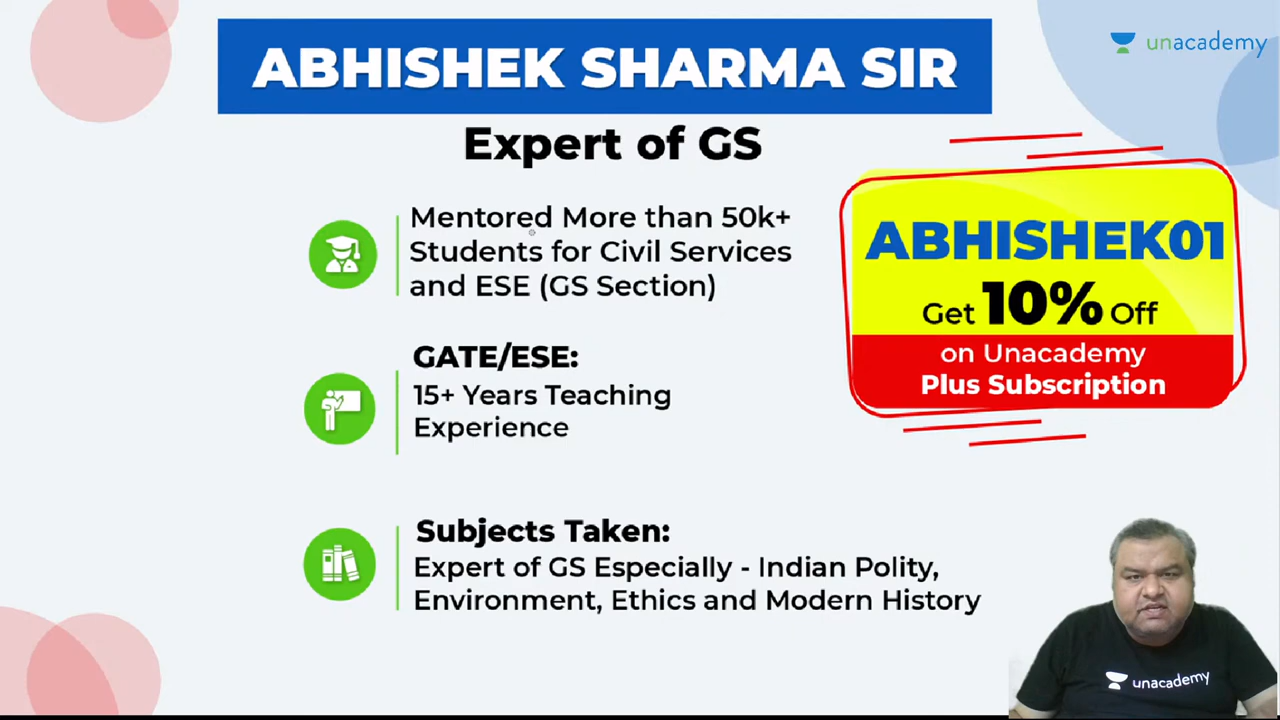 ABHISHEK SHARMA SIR
unacademy
Expert of GS
Mentored More than 50k+
Students for Civil Services
and ESE (GS Section)
GATE/ESE:
15+ Years Teaching
Experience
Subjects Taken:
Expert of GS Especially - Indian Polity,
Environment, Ethics and Modern History
ABHISHEK01
Get 10% Off
on Unacademy
Plus Subscription
unacademy